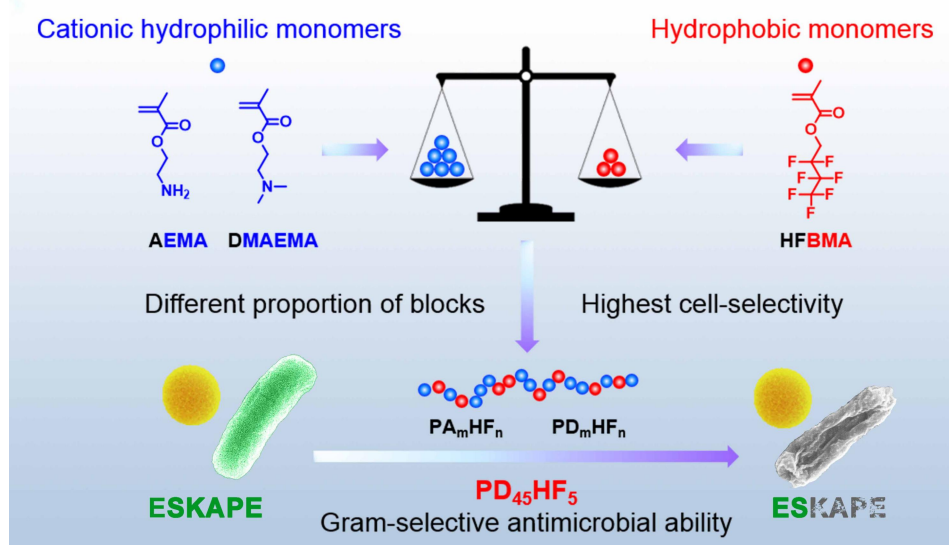 Cationic hydrophilic monomers
Hydrophobic monomers
O
O
NH₂
O
O
N
O
O
F
F
F
F
F
F
F
AEMA
DMAEMA
HFBMA
Different proportion of blocks
Highest cell-selectivity
PAₘHFₙ
PDₘHFₙ
ESKAPE
PD₄₅HF₅
ESKAPE
Gram-selective antimicrobial ability